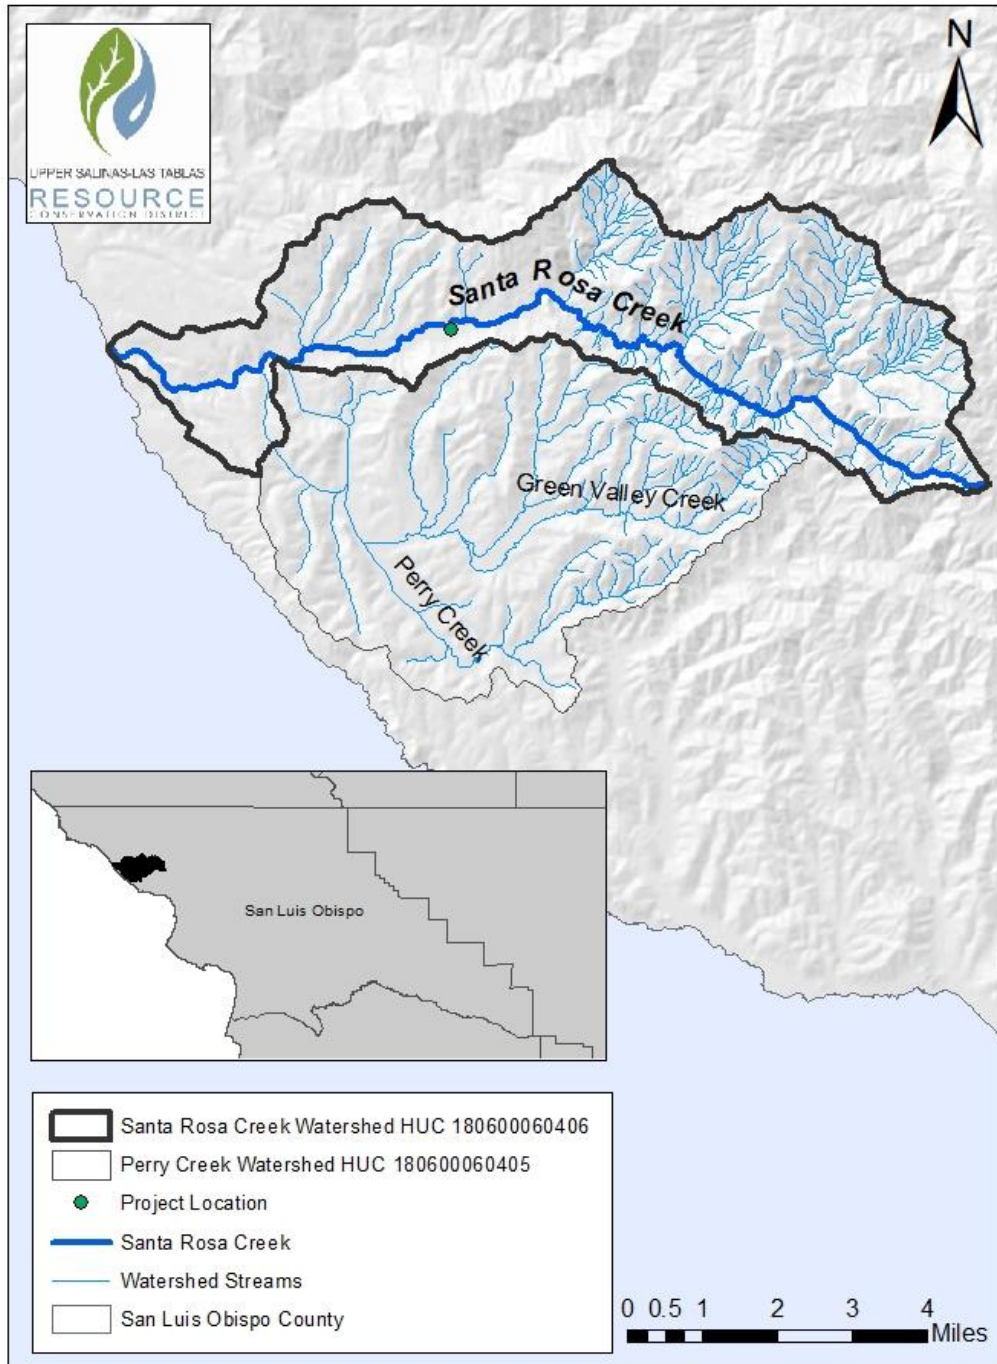 UPPER SALINAS-LAS TABLAS
RESOURCE
CONSERVATION DISTRICT
N
Santa Rosa Creek
Green Valley Creek
Perry Creek
San Luis Obispo
Santa Rosa Creek Watershed HUC 180600060406
Perry Creek Watershed HUC 180600060405
Project Location
Santa Rosa Creek
Watershed Streams
San Luis Obispo County
0 0.5 1 2 3 4
Miles